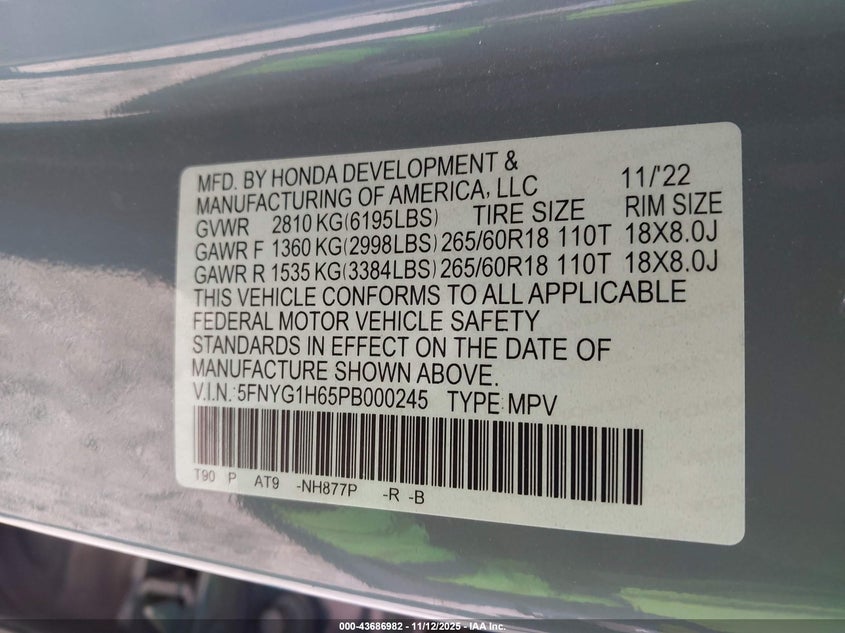 MFD. BY HONDA DEVELOPMENT &
MANUFACTURING OF AMERICA, LLC 11/'22
GVWR 2810 KG(6195LBS) TIRE SIZE RIM SIZE
GAWR F 1360 KG(2998LBS) 265/60R18 110T 18X8.0J
GAWR R 1535 KG(3384LBS) 265/60R18 110T 18X8.0J
THIS VEHICLE CONFORMS TO ALL APPLICABLE
FEDERAL MOTOR VEHICLE SAFETY
STANDARDS IN EFFECT ON THE DATE OF
MANUFACTURE SHOWN ABOVE.
V.I.N.: 5FNYG1H65PB000245 TYPE: MPV
T90 P AT9 -NH877P -R -B
000-43686982 - 11/12/2025 - IAA Inc.